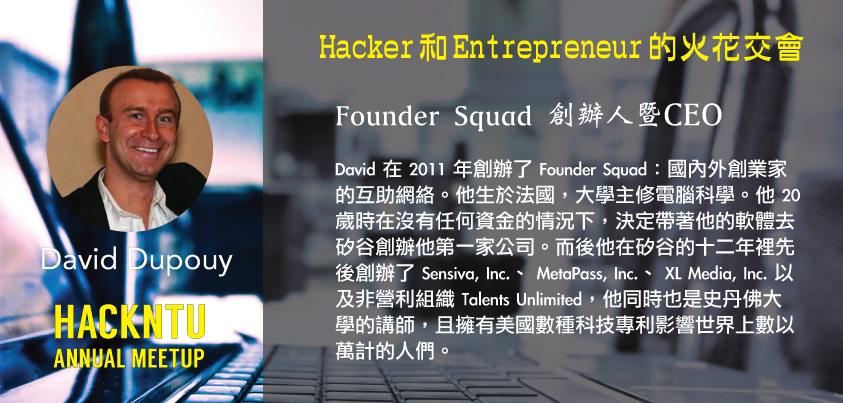 Hacker 和 Entrepreneur 的火花交會
Founder Squad 創辦人暨CEO
David 在 2011 年創辦了 Founder Squad：國內外創業家
的互助網絡。他生於法國，大學主修電腦科學。他 20
歲時在沒有任何資金的情況下，決定帶著他的軟體去
矽谷創辦他第一家公司。而後他在矽谷的十二年裡先
後創辦了 Sensiva, Inc.、 MetaPass, Inc.、 XL Media, Inc. 以
及非營利組織 Talents Unlimited，他同時也是史丹佛大
學的講師，且擁有美國數種科技專利影響世界上數以
萬計的人們。
David Dupouy
HACKNTU
ANNUAL MEETUP